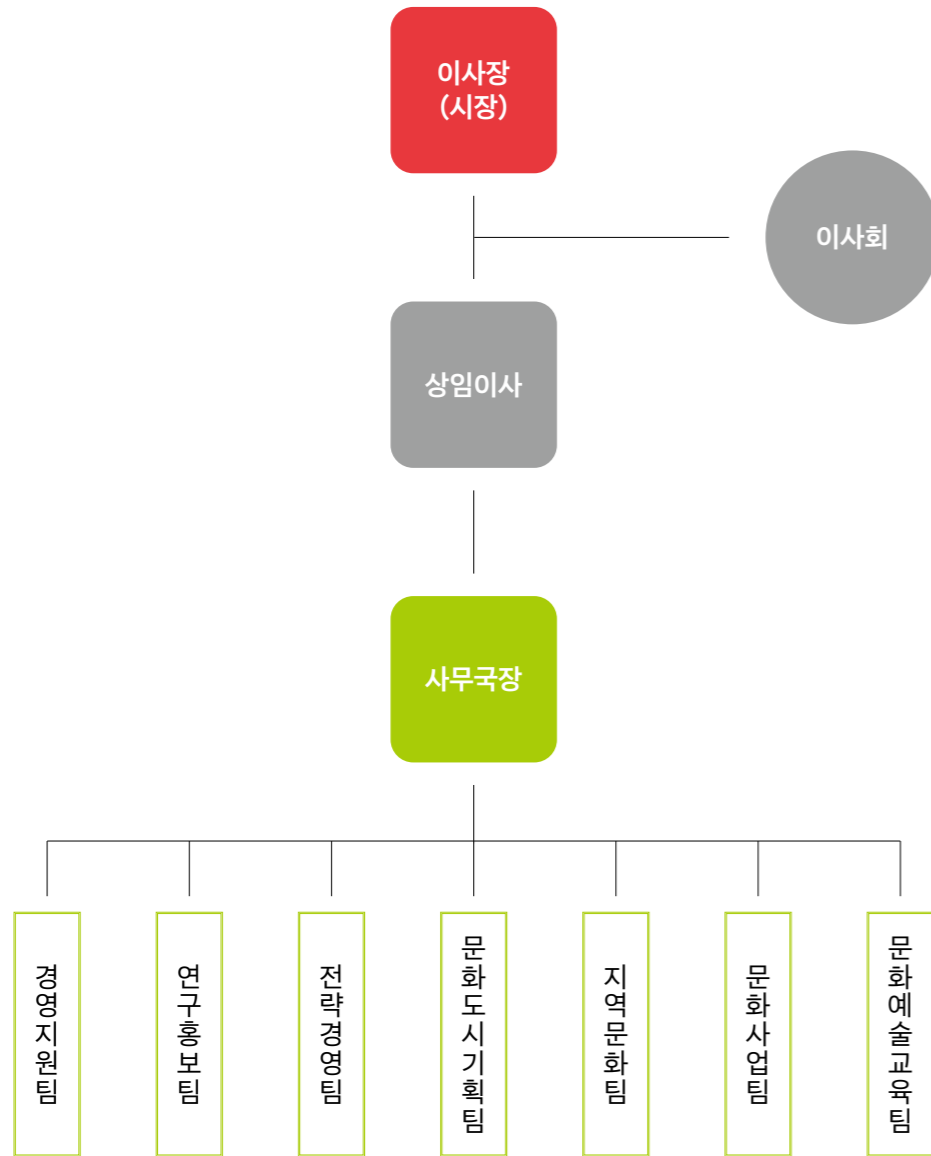 이사장
(시장)
이사회
상임이사
사무국장
경영지원팀
연구홍보팀
전략경영팀
문화도시기획팀
지역문화팀
문화사업팀
문화예술교육팀